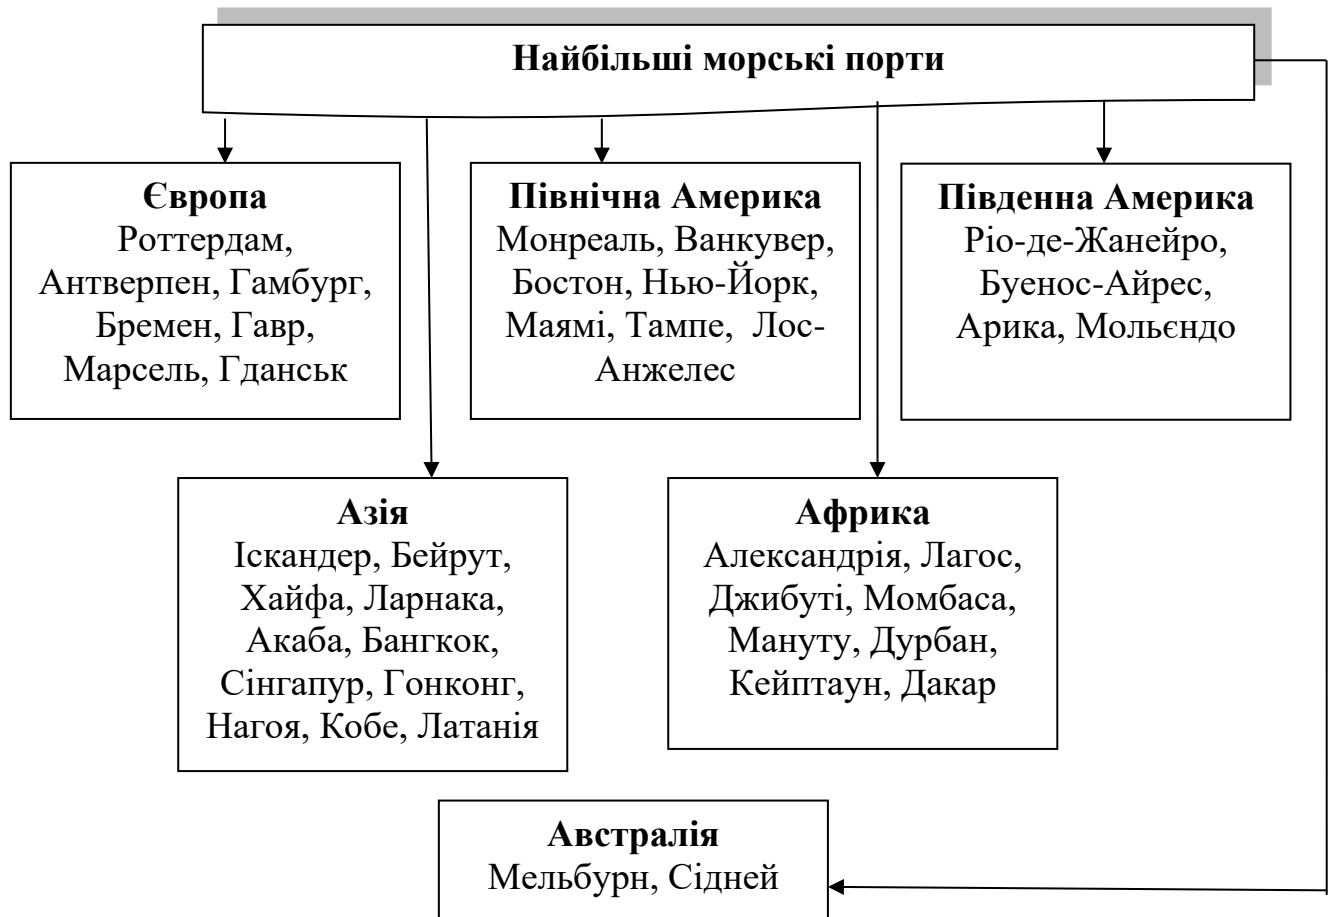 Найбільші морські порти
Європа
Роттердам,
Антверпен, Гамбург,
Бремен, Гавр,
Марсель, Гданськ
Північна Америка
Монреаль, Ванкувер,
Бостон, Нью-Йорк,
Маямі, Тампе, Лос-
Анжелес
Південна Америка
Ріо-де-Жанейро,
Буенос-Айрес,
Арика, Мольєндо
Азія
Іскандер, Бейрут,
Хайфа, Ларнака,
Акаба, Бангкок,
Сінгапур, Гонконг,
Нагоя, Кобе, Латанія
Африка
Александрія, Лагос,
Джибуті, Момбаса,
Мануту, Дурбан,
Кейптаун, Дакар
Австралія
Мельбурн, Сідней